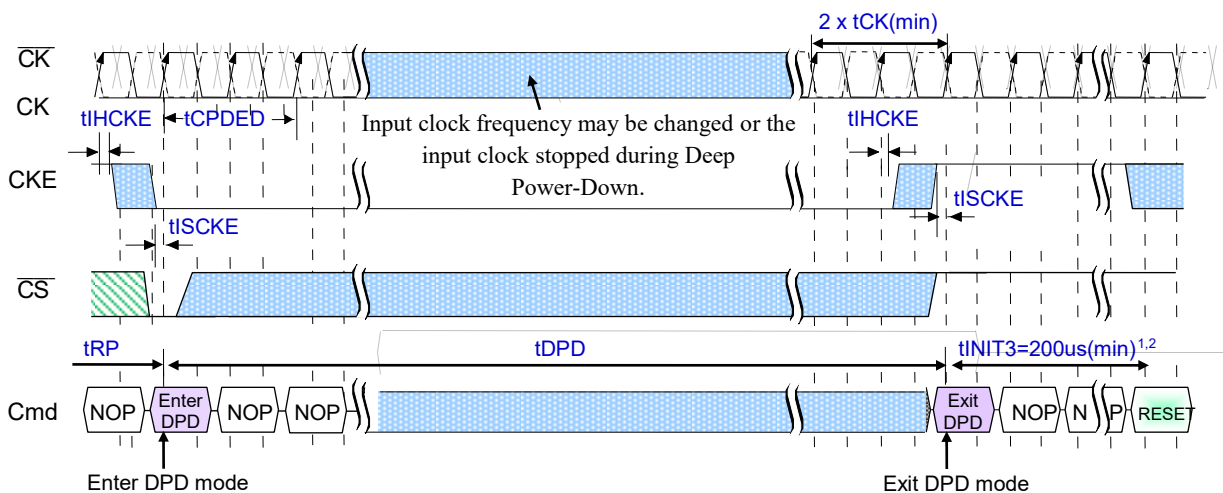 2 x tCK(min)
CK
CK
tIHCKE
tCPDED
Input clock frequency may be changed or the
input clock stopped during Deep
Power-Down.
tIHCKE
CKE
tISCKE
tISCKE
CS
tRP
tDPD
tINIT3=200us(min)1,2
Cmd
NOP
Enter
DPD
NOP
NOP
Exit
DPD
NOP
N
P
RESET
Enter DPD mode
Exit DPD mode